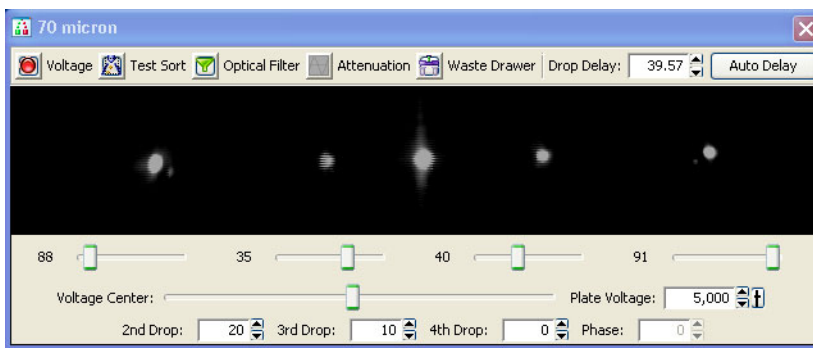 70 micron
Voltage Test Sort Optical Filter Attenuation Waste Drawer Drop Delay: 39.57 Auto Delay
88 35 40 91
Voltage Center: Plate Voltage: 5,000
2nd Drop: 20 3rd Drop: 10 4th Drop: 0 Phase: 0